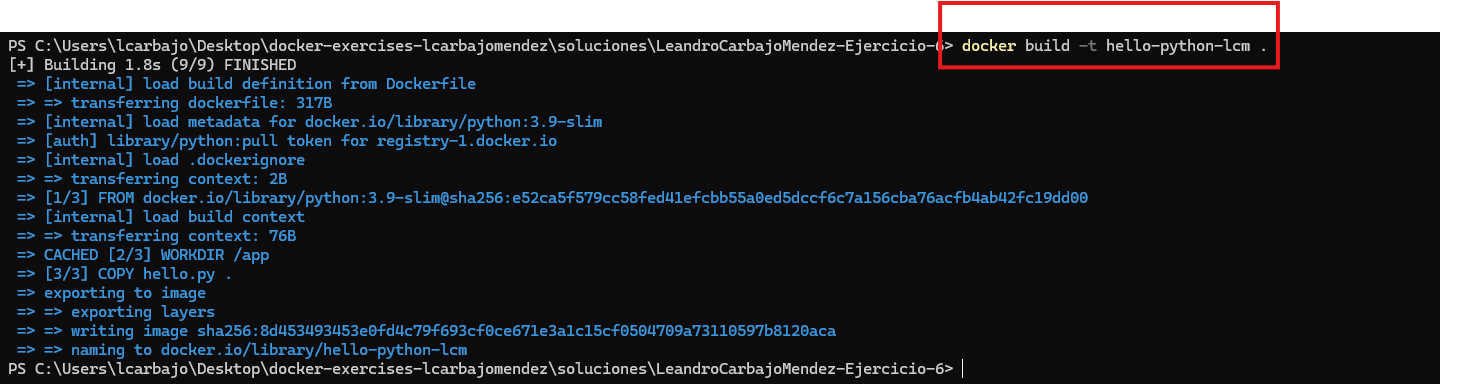 PS C:\Users\lcarbajo\Desktop\docker-exercises-lcarbajomendez\soluciones\LeandroCarbajoMendez-Ejercicio-6> docker build -t hello-python-lcm .
[+] Building 1.8s (9/9) FINISHED
=> [internal] load build definition from Dockerfile
=> => transferring dockerfile: 317B
=> [internal] load metadata for docker.io/library/python:3.9-slim
=> [auth] library/python:pull token for registry-1.docker.io
=> [internal] load .dockerignore
=> => transferring context: 2B
=> [1/3] FROM docker.io/library/python:3.9-slim@sha256:e52ca5f579cc58fed41efcbb55a0ed5dccf6c7a156cba76acfb4ab42fc19dd00
=> [internal] load build context
=> => transferring context: 76B
=> CACHED [2/3] WORKDIR /app
=> [3/3] COPY hello.py .
=> exporting to image
=> => exporting layers
=> => writing image sha256:8d453493453e0fd4c79f693cf0ce671e3a1c15cf0504709a73110597b8120aca
=> => naming to docker.io/library/hello-python-lcm
PS C:\Users\lcarbajo\Desktop\docker-exercises-lcarbajomendez\soluciones\LeandroCarbajoMendez-Ejercicio-6>